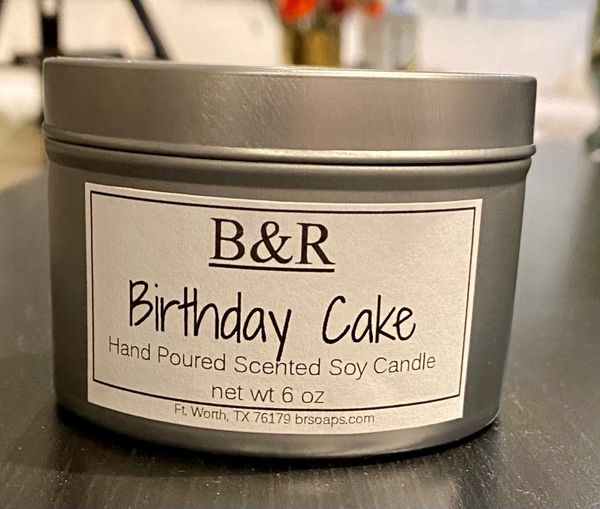 B&R
Birthday Cake
Hand Poured Scented Soy Candle
net wt 6 oz
Ft. Worth, TX 76179 brsoaps.com